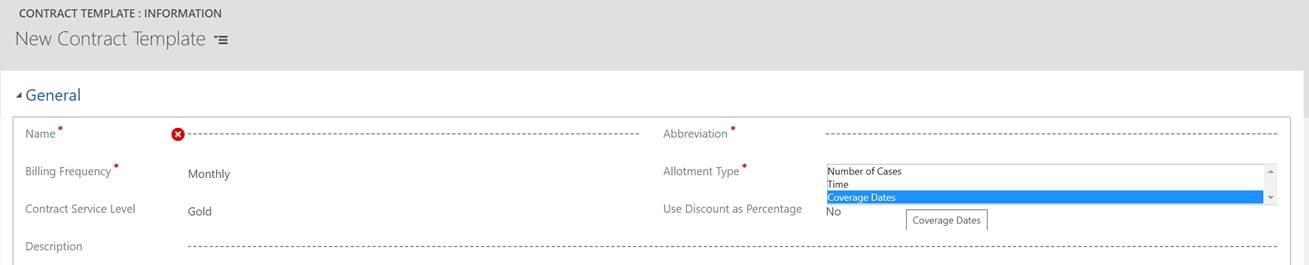 CONTRACT TEMPLATE : INFORMATION
New Contract Template
General
Name *
Abbreviation *
Billing Frequency *
Monthly
Allotment Type *
Number of Cases
Time
Coverage Dates
Contract Service Level
Gold
Use Discount as Percentage
No
Coverage Dates
Description